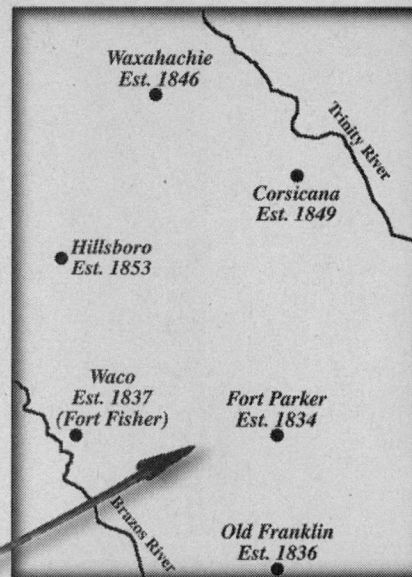 Waxahachie
Est. 1846
Trinity River
Corsicana
Est. 1849
Hillsboro
Est. 1853
Waco
Est. 1837
(Fort Fisher)
Fort Parker
Est. 1834
Brazos River
Old Franklin
Est. 1836